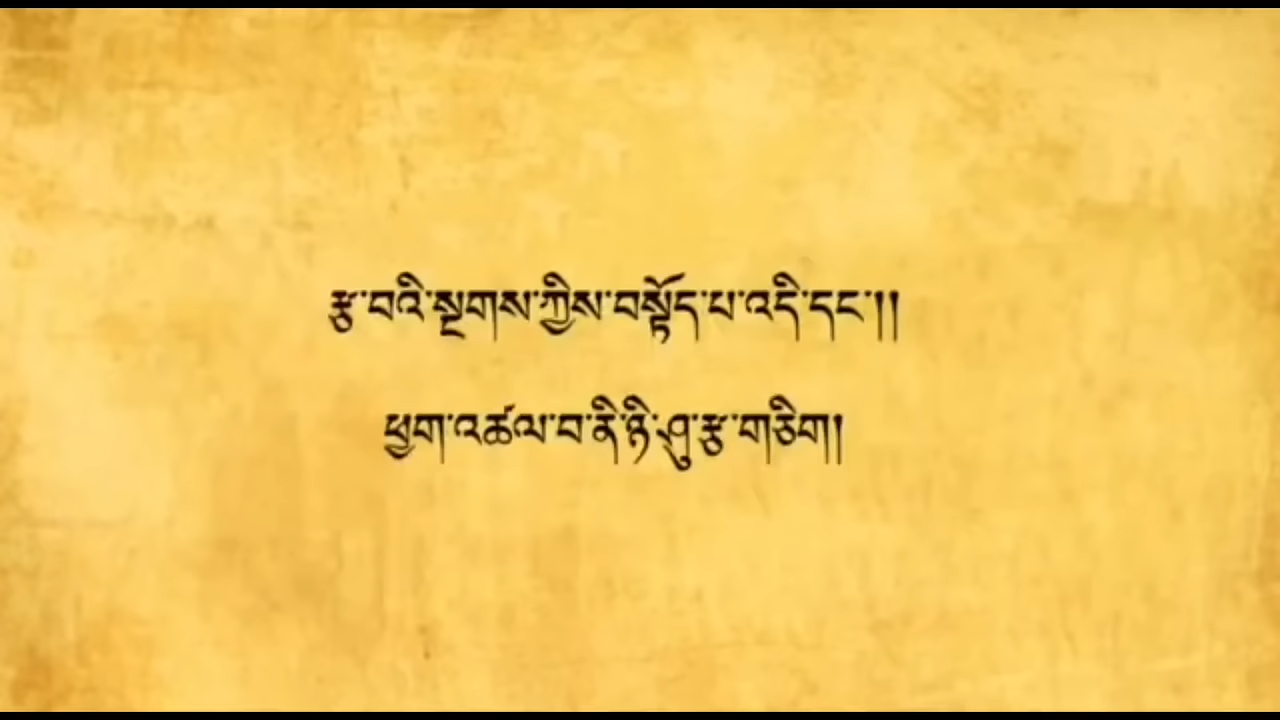 རྩ་བའི་སྔགས་ཀྱིས་བསྟོད་པ་འདི་དང་།།
ཕྱག་འཚལ་བ་ནི་ཉི་ཤུ་རྩ་གཅིག།